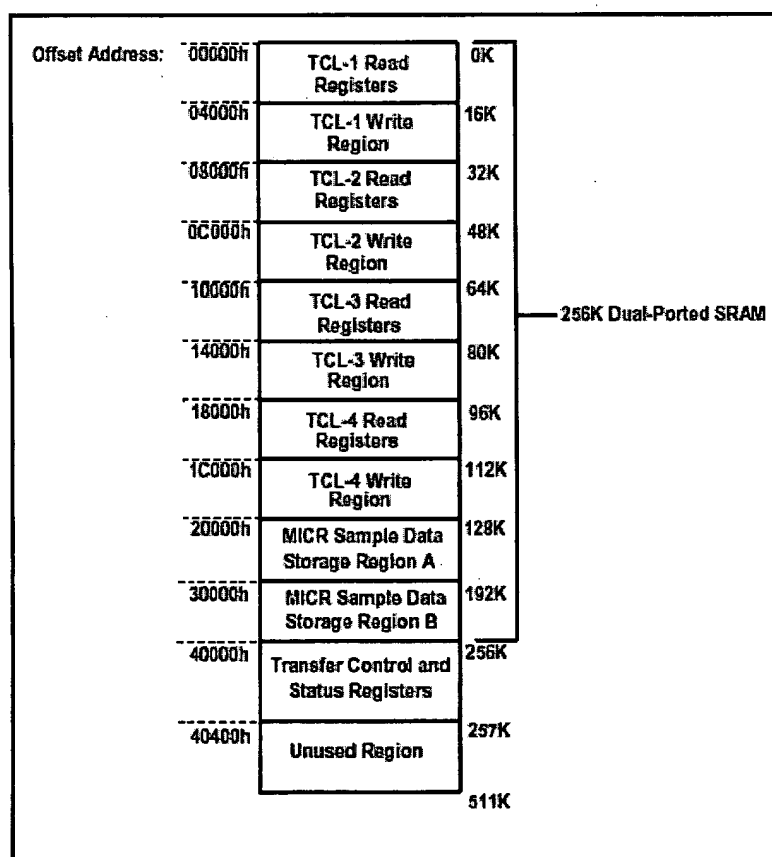 Offset Address: 00000h
TCL-1 Read
Registers
0K
04000h
TCL-1 Write
Region
16K
08000h
TCL-2 Read
Registers
32K
0C000h
TCL-2 Write
Region
48K
10000h
TCL-3 Read
Registers
64K
256K Dual-Ported SRAM
14000h
TCL-3 Write
Region
80K
18000h
TCL-4 Read
Registers
96K
1C000h
TCL-4 Write
Region
112K
20000h
MICR Sample Data
Storage Region A
128K
30000h
MICR Sample Data
Storage Region B
192K
40000h
Transfer Control and
Status Registers
256K
40400h
Unused Region
257K
511K